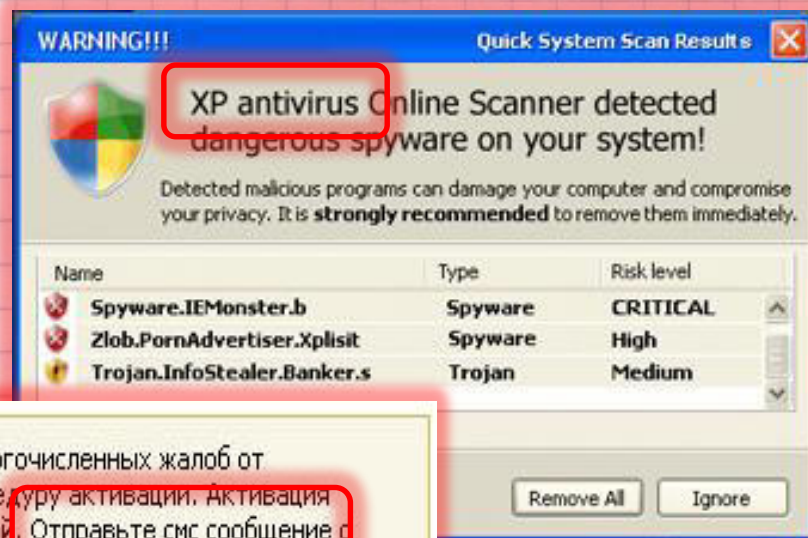 WARNING!!! Quick System Scan Results
XP antivirus Online Scanner detected
dangerous spyware on your system!
Detected malicious programs can damage your computer and compromise
your privacy. It is strongly recommended to remove them immediately.
Name Type Risk level
Spyware.IEMonster.b Spyware CRITICAL
Zlob.PornAdvertiser.Xplisit Spyware High
Trojan.InfoStealer.Banker.s Trojan Medium
Remove All Ignore
жалоб от
активации. Активация
Отправьте смс сообщение с